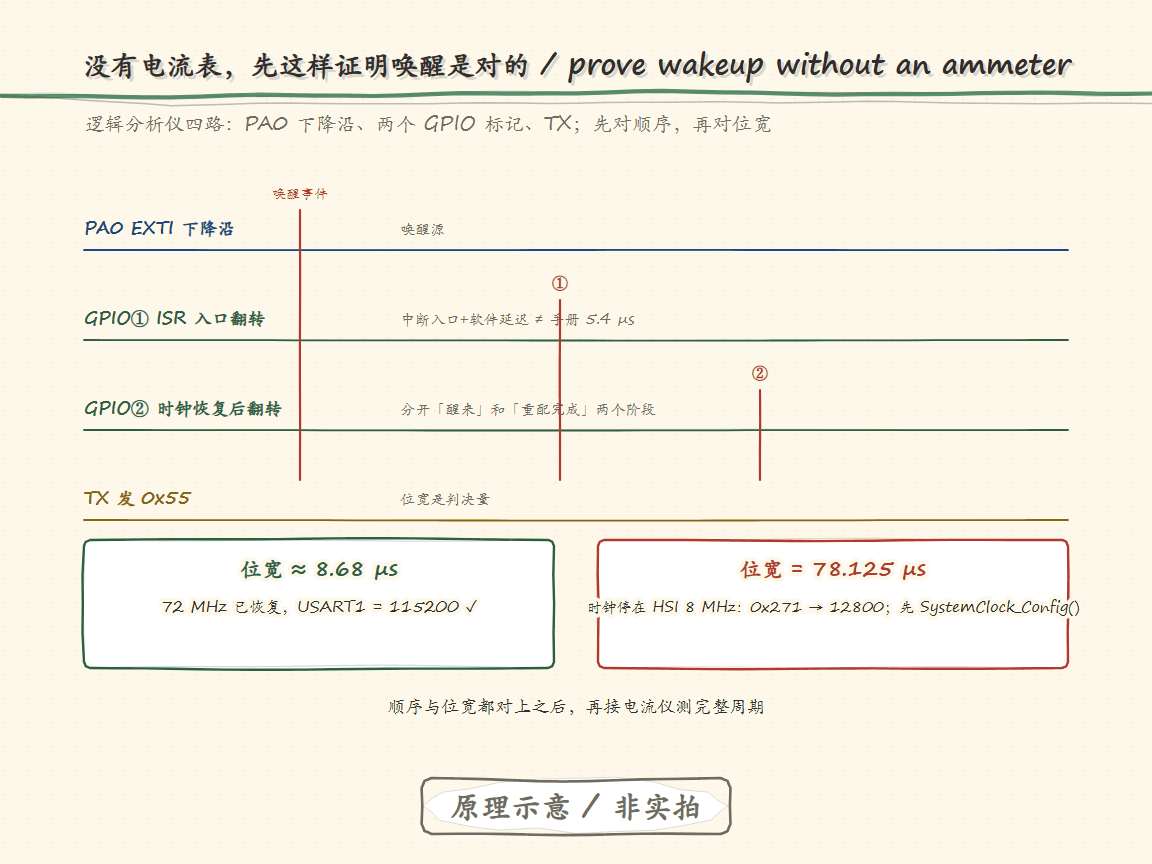 没有电流表，先这样证明唤醒是对的 / prove wakeup without an ammeter
逻辑分析仪四路：PA0 下降沿、两个 GPIO 标记、TX；先对顺序，再对位宽
唤醒事件
PA0 EXTI 下降沿
唤醒源
①
GPIO① ISR 入口翻转
中断入口+软件延迟 ≠ 手册 5.4 μs
②
GPIO② 时钟恢复后翻转
分开「醒来」和「重配完成」两个阶段
TX 发 0x55
位宽是判决量
位宽 ≈ 8.68 μs
72 MHz 已恢复，USART1 = 115200 ✓
位宽 = 78.125 μs
时钟停在 HSI 8 MHz：0x271 → 12800；先 SystemClock_Config()
顺序与位宽都对上之后，再接电流仪测完整周期
原理示意 / 非实拍